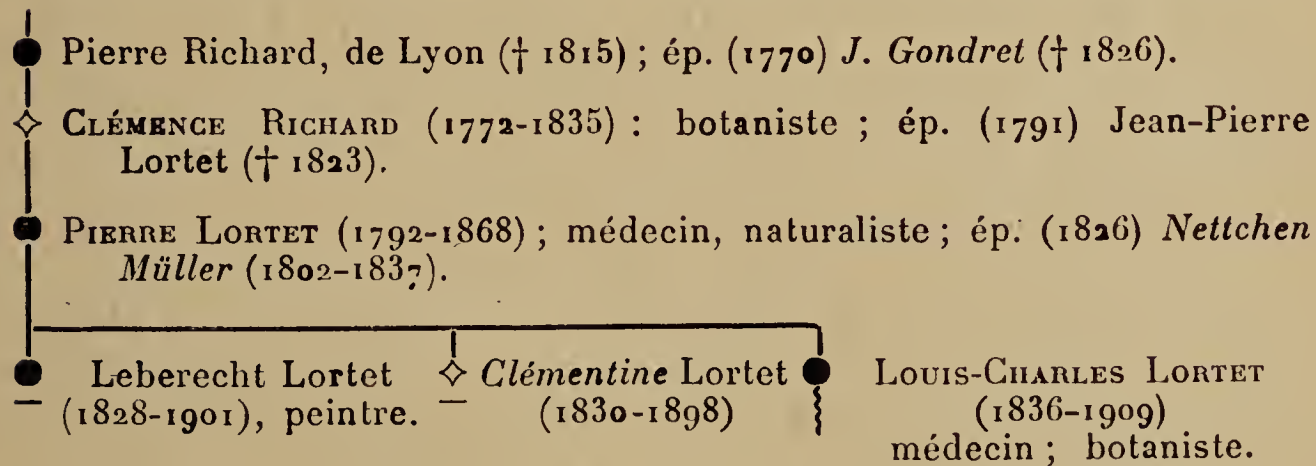 Pierre Richard, de Lyon († 1815) ; ép. (1770) J. Gondret († 1826).
CLÉMENCE RICHARD (1772-1835) : botaniste ; ép. (1791) Jean-Pierre
Lortet († 1823).
PIERRE LORTET (1792-1868) ; médecin, naturaliste ; ép. (1826) Nettchen
Müller (1802-1837).
Leberecht Lortet
(1828-1901), peintre.
Clémentine Lortet
(1830-1898)
LOUIS-CHARLES LORTET
(1836-1909)
médecin ; botaniste.